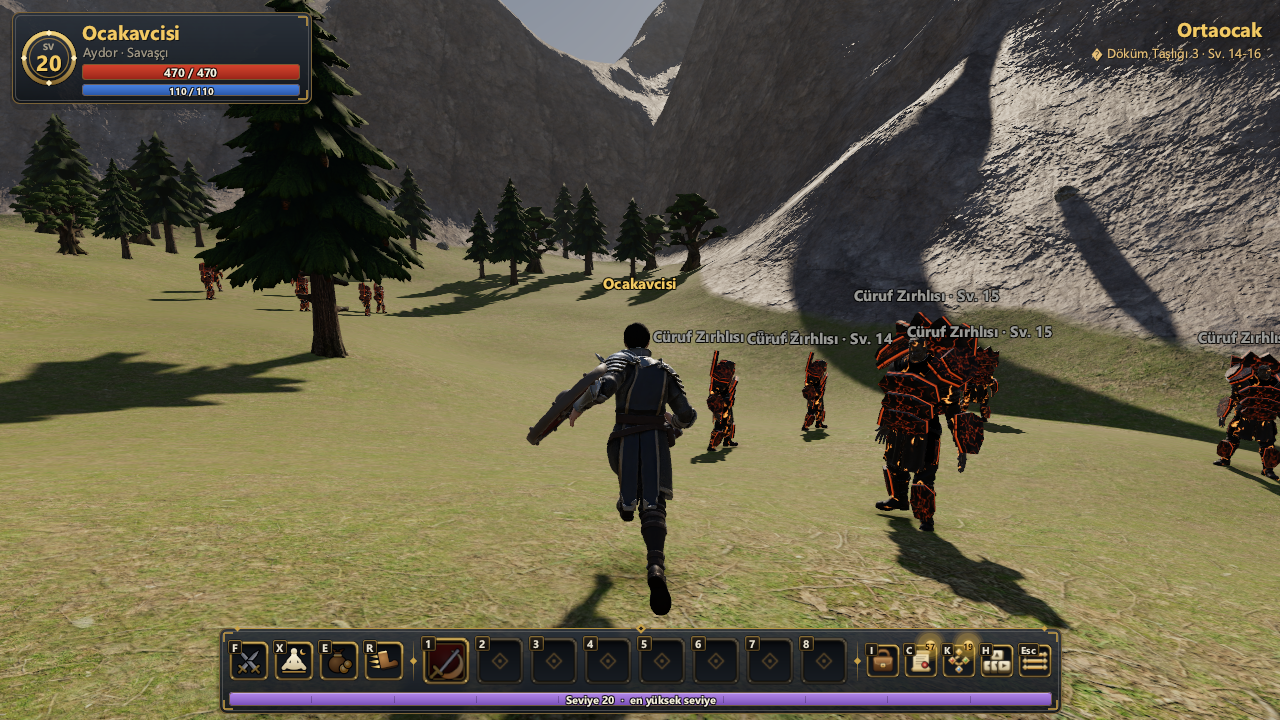 SV
20
Ocakavcisi
Aydor · Savaşçı
470 / 470
110 / 110
Ortaocak
Döküm Taşlığı 3 · Sv. 14-16
Ocakavcisi
Cüruf Zırhlısı · Sv. 15
Cüruf Zırhlısı
Cüruf Zırhlısı · Sv. 14
Cüruf Zırhlısı · Sv. 15
Cüruf Zırhlıs
F
X
E
R
1
2
3
4
5
6
7
8
I
C
57
K
19
H
Esc
Seviye 20 · en yüksek seviye